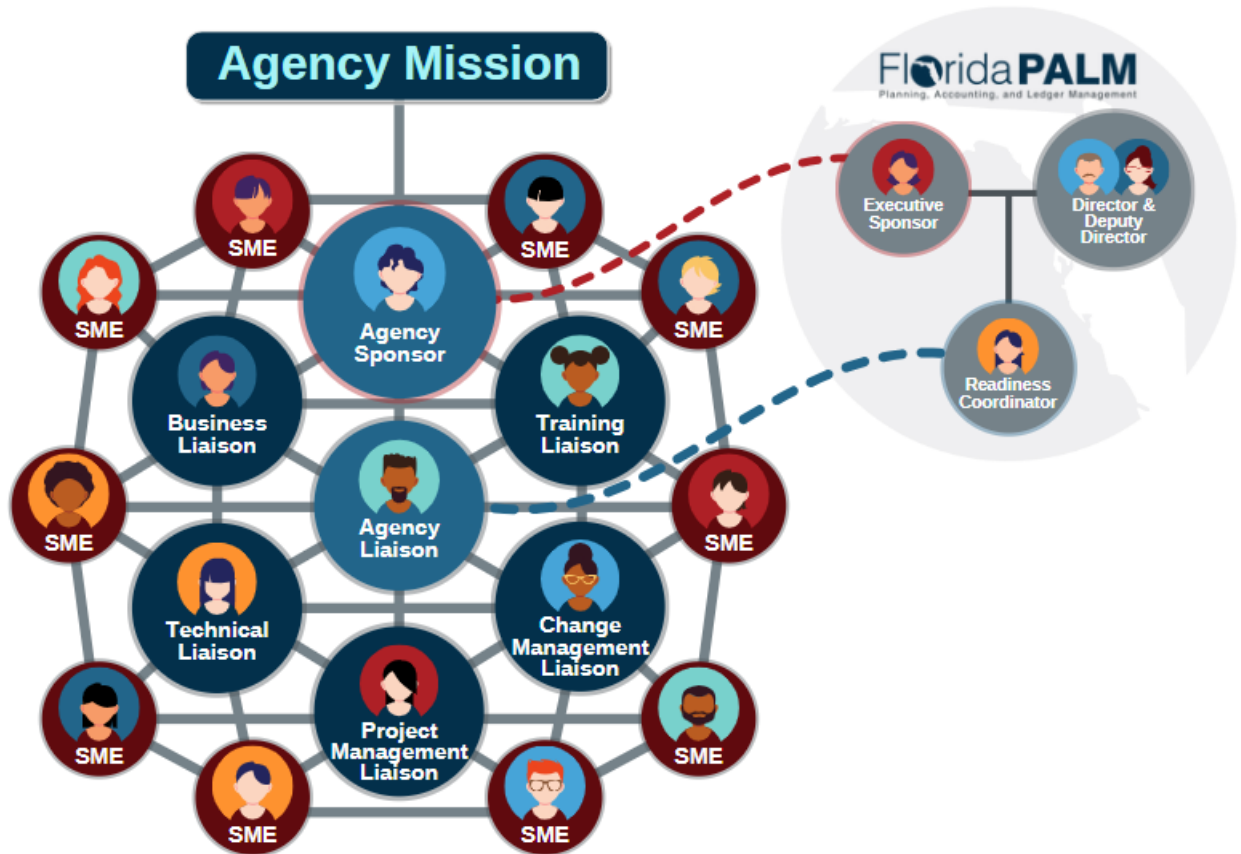 Agency Mission
Florida PALM
Planning, Accounting, and Ledger Management
Executive
Sponsor
Director &
Deputy
Director
Readiness
Coordinator
SME
SME
SME
SME
Agency
Sponsor
Business
Liaison
Training
Liaison
SME
Agency
Liaison
SME
Technical
Liaison
Change
Management
Liaison
SME
Project
Management
Liaison
SME
SME
SME